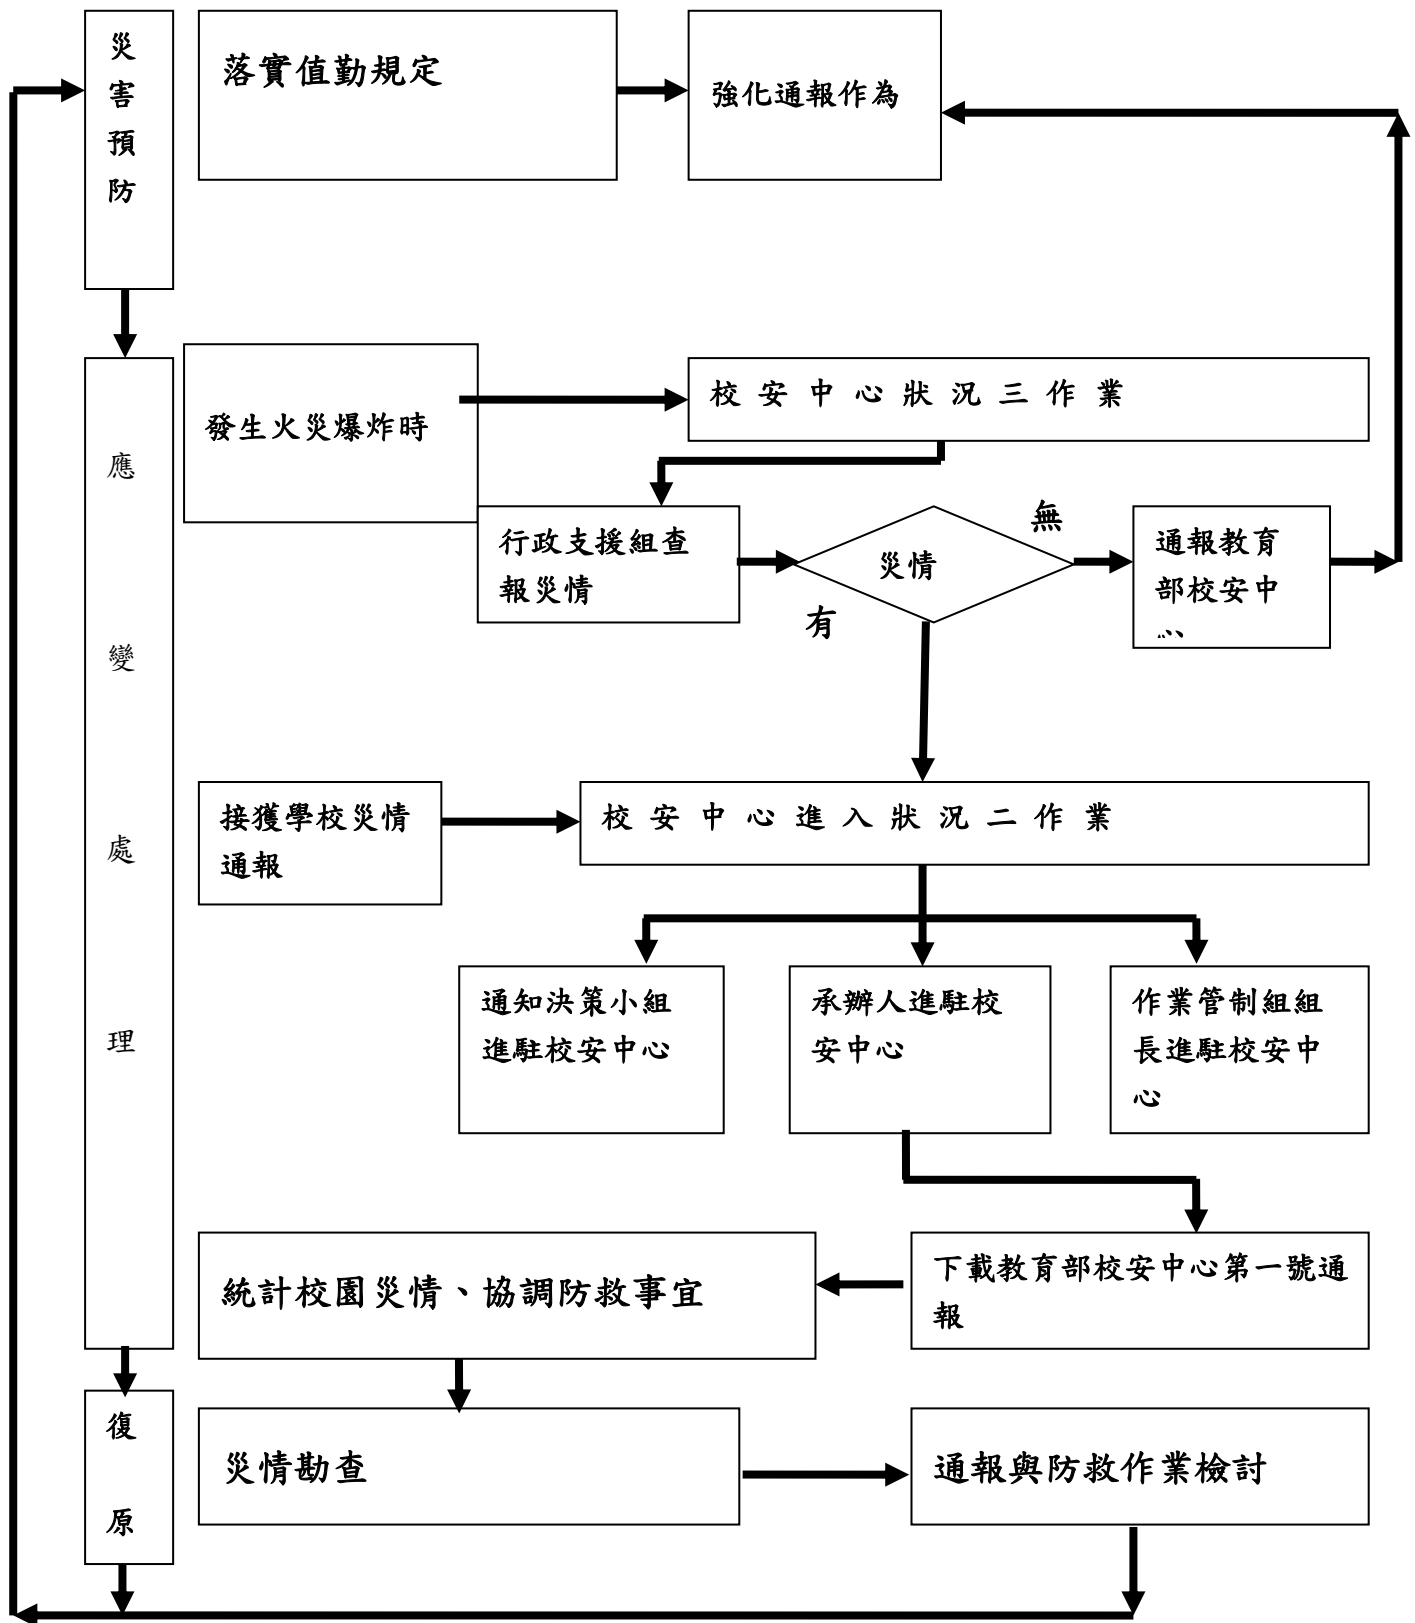 災
害
預
防
落實值勤規定
強化通報作為
應
變
處
理
發生火災爆炸時
校安中心狀況三作業
行政支援組查
報災情
災情
無
有
通報教育
部校安中
心
接獲學校災情
通報
校安中心進入狀況二作業
通知決策小組
進駐校安中心
承辦人進駐校
安中心
作業管制組組
長進駐校安中
心
下載教育部校安中心第一號通
報
統計校園災情、協調防救事宜
復
原
災情勘查
通報與防救作業檢討